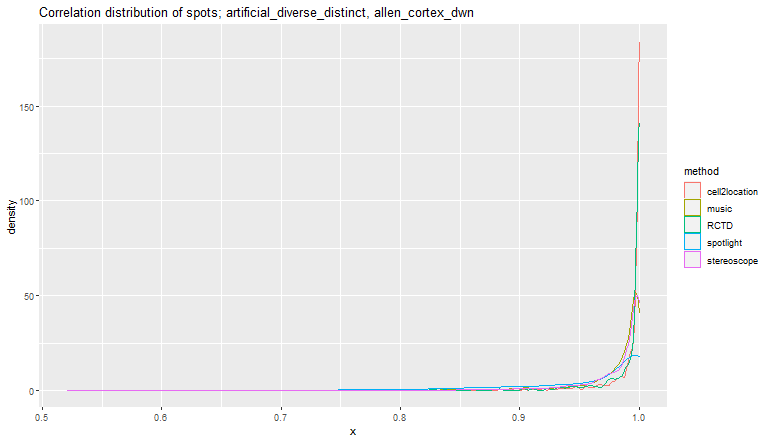 Correlation distribution of spots; artificial_diverse_distinct, allen_cortex_dwn
150
100
50
0
density
0.5
0.6
0.7
0.8
0.9
1.0
x
method
cell2location
music
RCTD
spotlight
stereoscope